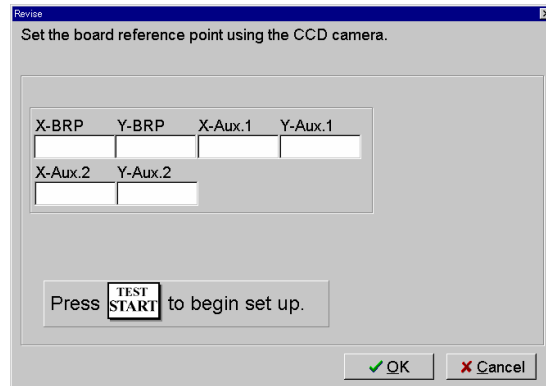 Revise
Set the board reference point using the CCD camera.
X-BRP Y-BRP X-Aux.1 Y-Aux.1
X-Aux.2 Y-Aux.2
Press TEST START to begin set up.
OK Cancel